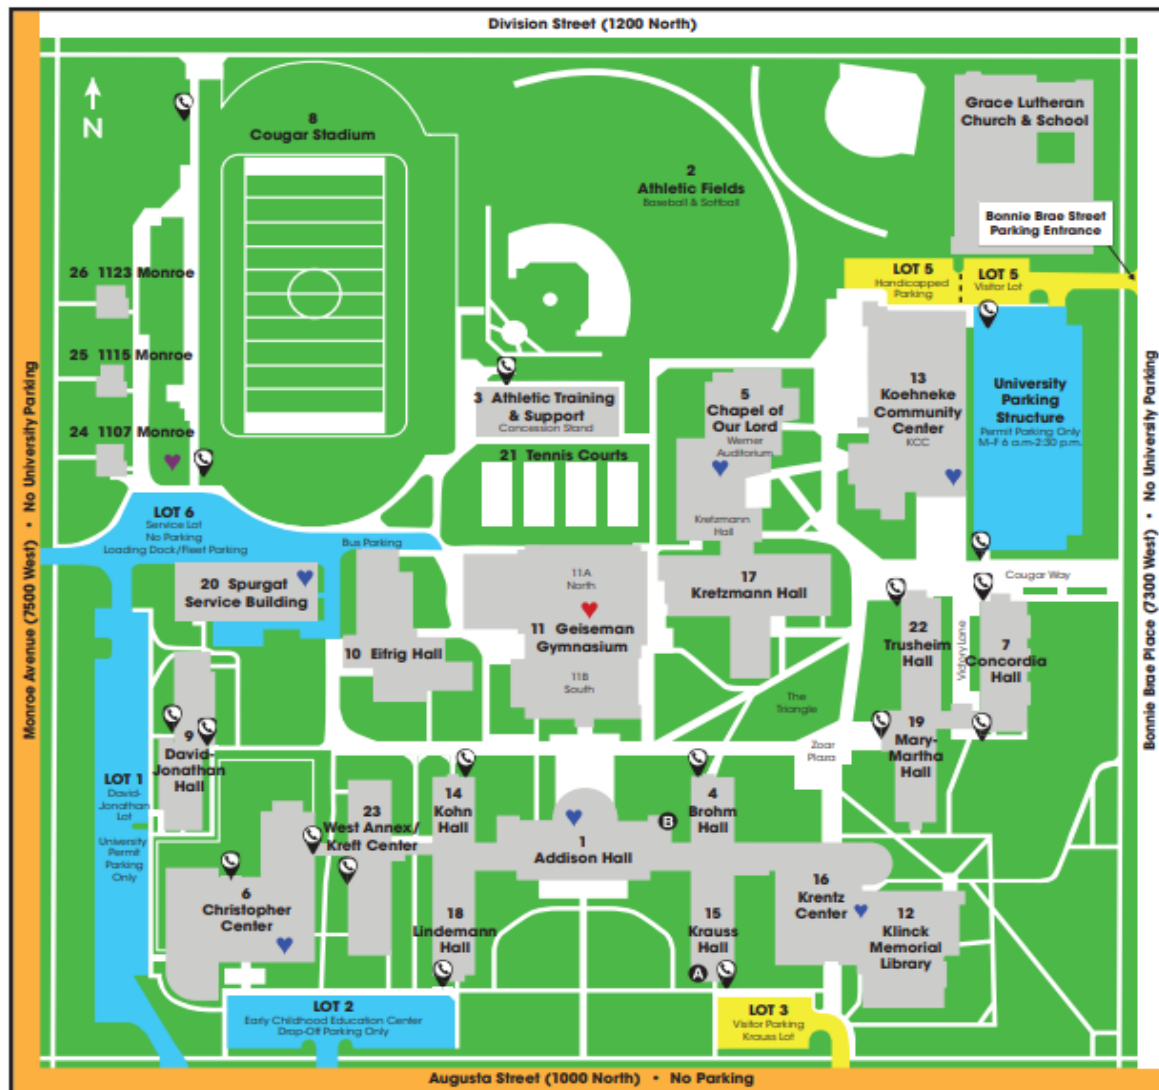 Division Street (1200 North)
N
8
Cougar Stadium
2
Athletic Fields
Baseball & Softball
Grace Lutheran
Church & School
Bonnie Brae Street
Parking Entrance
LOT 5
Handicapped
Parking
LOT 5
Visitor Lot
26 1123 Monroe
25 1115 Monroe
24 1107 Monroe
3 Athletic Training
& Support
Concession Stand
21 Tennis Courts
5
Chapel of
Our Lord
Werner
Auditorium
Kretzmann
Hall
13
Koehneke
Community
Center
KCC
University
Parking
Structure
Permit Parking Only
M-F 6 a.m-2:30 p.m.
Monroe Avenue (7500 West) • No University Parking
Bonnie Brae Place (7300 West) • No University Parking
LOT 6
Service Lot
No Parking
Loading Dock/Fleet Parking
Bus Parking
20 Spurgat
Service Building
10 Eifrig Hall
11A
North
11 Geiseman
Gymnasium
11B
South
17
Kretzmann Hall
Cougar Way
22
Trusheim
Hall
Victory Lane
7
Concordia
Hall
The
Triangle
Zoar
Plaza
19
Mary-
Martha
Hall
9
David-
Jonathan
Hall
LOT 1
David-
Jonathan
Lot
University
Permit
Parking
Only
23
West Annex/
Kreft Center
14
Kohn
Hall
1
Addison Hall
B
4
Brohm
Hall
6
Christopher
Center
18
Lindemann
Hall
15
Krauss
Hall
A
16
Krentz
Center
12
Klinck
Memorial
Library
LOT 2
Early Childhood Education Center
Drop-Off Parking Only
LOT 3
Visitor Parking
Krauss Lot
Augusta Street (1000 North) • No Parking